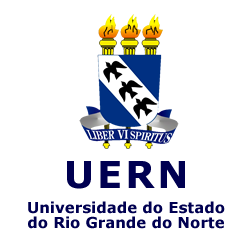 LIBER VI SPIRITUS
UERN
Universidade do Estado
do Rio Grande do Norte